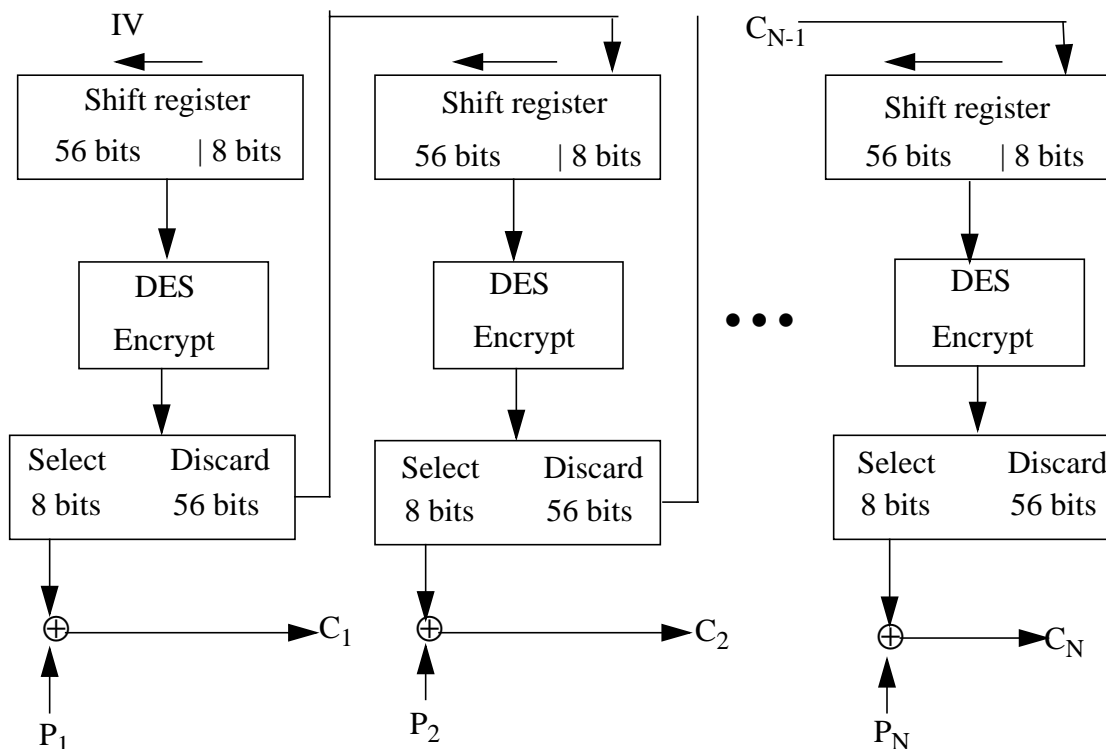 IV
Shift register
56 bits | 8 bits
DES
Encrypt
Select Discard
8 bits 56 bits
C1
P1
Shift register
56 bits | 8 bits
DES
Encrypt
Select Discard
8 bits 56 bits
C2
P2
•••
CN-1
Shift register
56 bits | 8 bits
DES
Encrypt
Select Discard
8 bits 56 bits
CN
PN